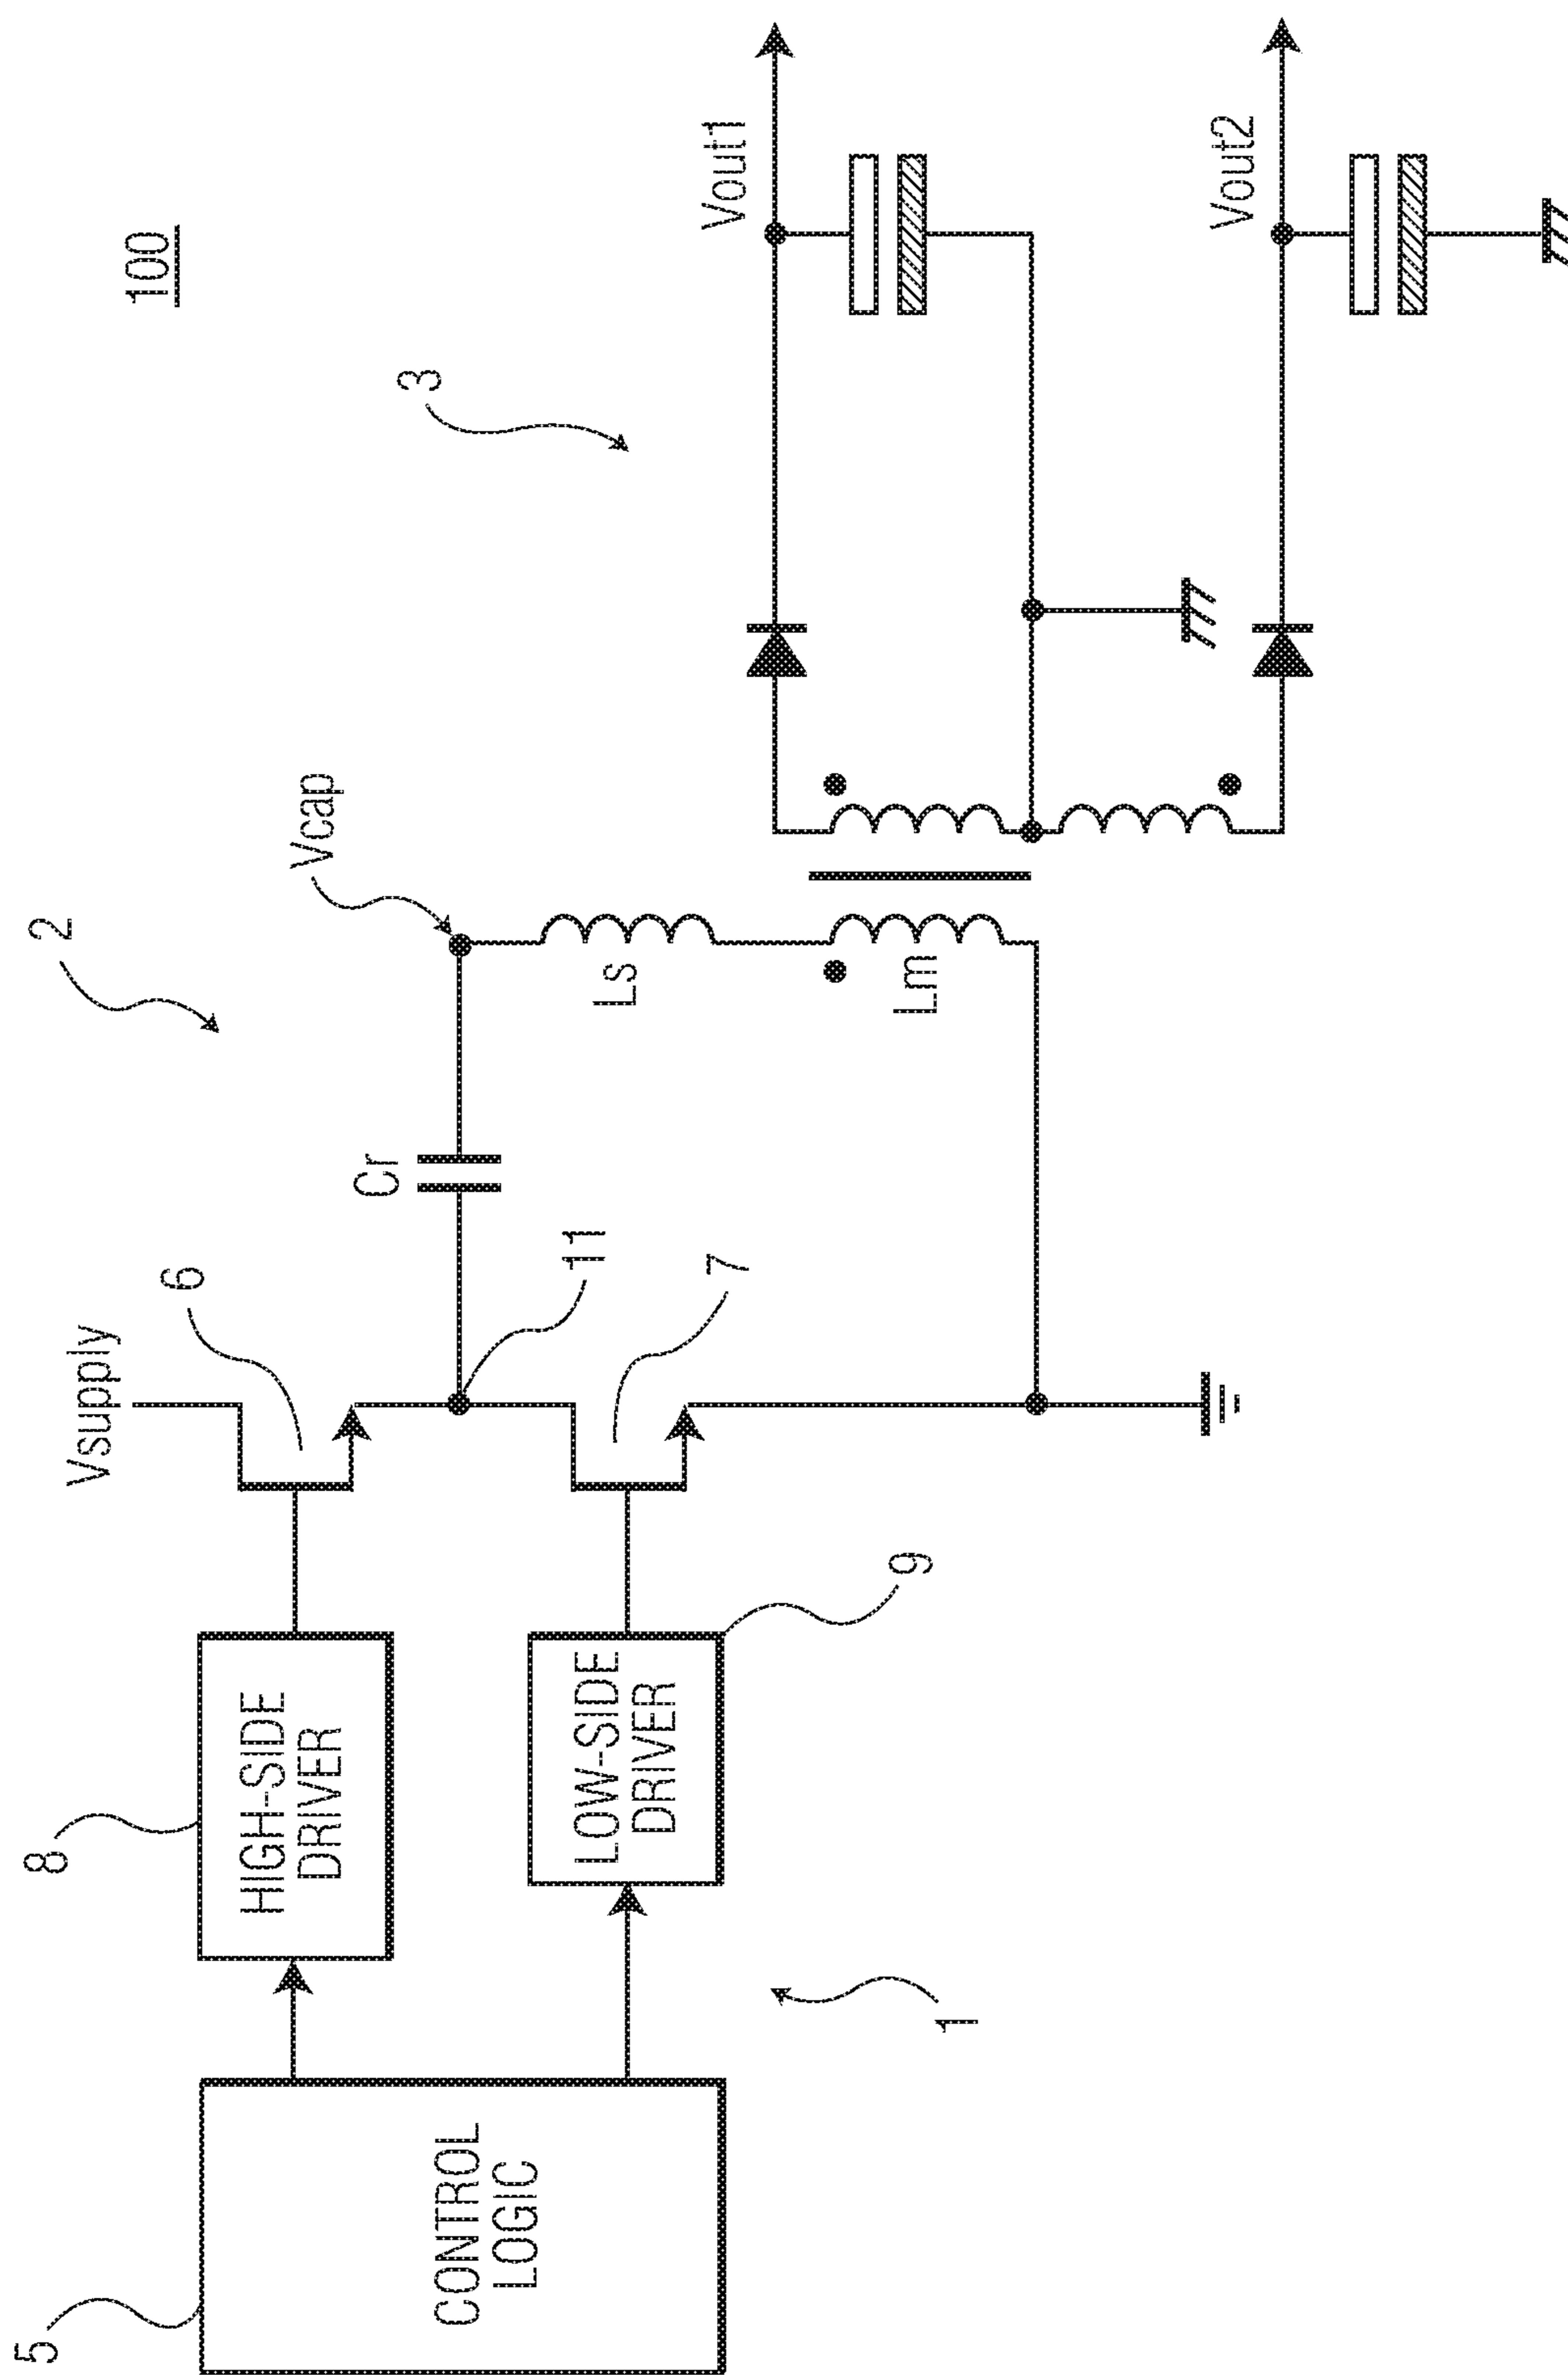 100
2
Vsupply
6
Vcap
3
8
HIGH-SIDE
DRIVER
Cr
5
CONTROL
LOGIC
11
LOW-SIDE
DRIVER
7
Ls
Vout1
9
Lm
1
Vout2